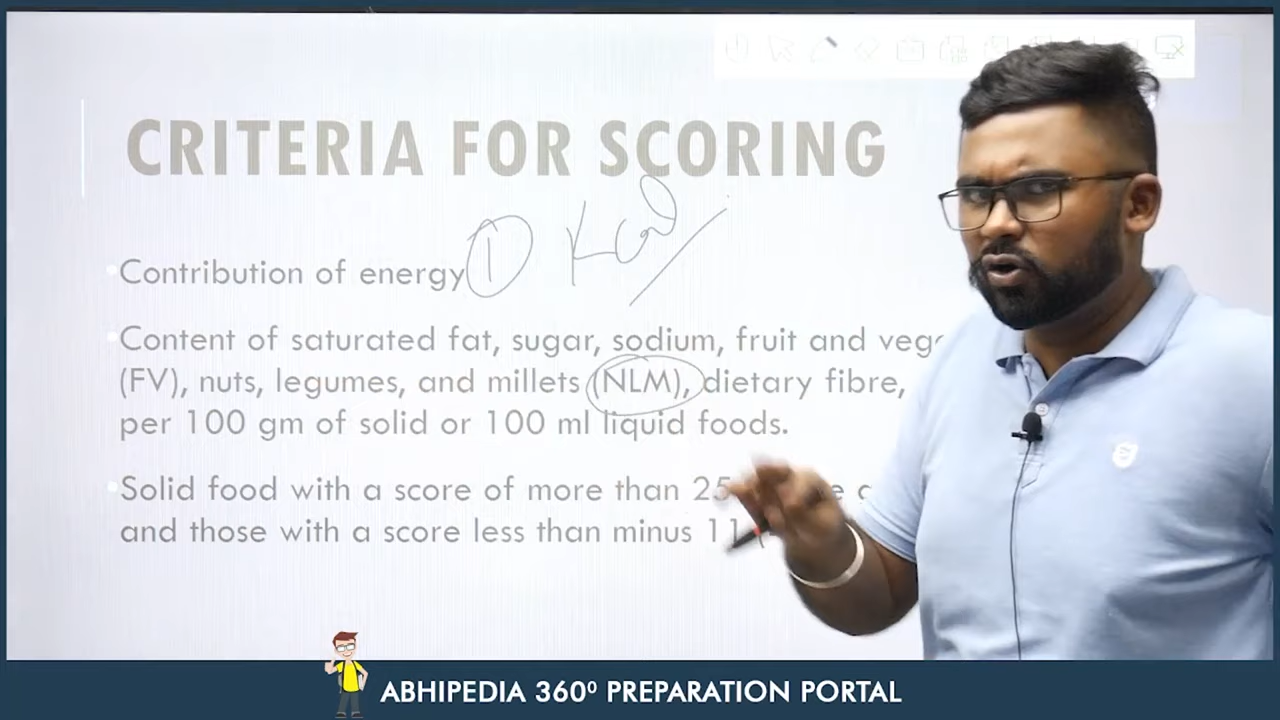 CRITERIA FOR SCORING
Contribution of energy ① Kcal
Content of saturated fat, sugar, sodium, fruit and vege
(FV), nuts, legumes, and millets (NLM), dietary fibre,
per 100 gm of solid or 100 ml liquid foods.
Solid food with a score of more than 25
and those with a score less than minus 11 (-
ABHIPEDIA 360⁰ PREPARATION PORTAL